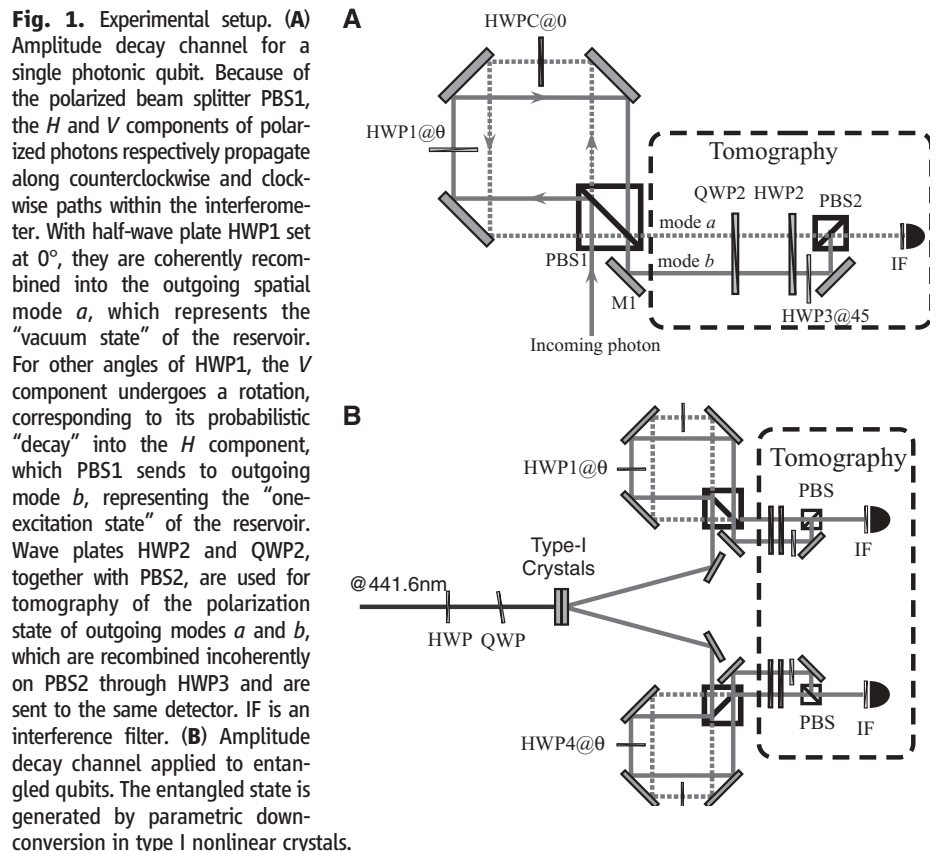 Fig. 1. Experimental setup. (A)
Amplitude decay channel for a
single photonic qubit. Because of
the polarized beam splitter PBS1,
the H and V components of polar-
ized photons respectively propagate
along counterclockwise and clock-
wise paths within the interferome-
ter. With half-wave plate HWP1 set
at 0°, they are coherently recom-
bined into the outgoing spatial
mode a, which represents the
“vacuum state” of the reservoir.
For other angles of HWP1, the V
component undergoes a rotation,
corresponding to its probabilistic
“decay” into the H component,
which PBS1 sends to outgoing
mode b, representing the “one-
excitation state” of the reservoir.
Wave plates HWP2 and QWP2,
together with PBS2, are used for
tomography of the polarization
state of outgoing modes a and b,
which are recombined incoherently
on PBS2 through HWP3 and are
sent to the same detector. IF is an
interference filter. (B) Amplitude
decay channel applied to entan-
gled qubits. The entangled state is
generated by parametric down-
conversion in type I nonlinear crystals.
A
HWPC@0
HWP1@θ
Tomography
QWP2 HWP2
PBS2
mode a
PBS1
mode b
IF
M1
HWP3@45
Incoming photon
B
HWP1@θ
Tomography
PBS
IF
Type-I
Crystals
@441.6nm
HWP QWP
HWP4@θ
PBS
IF